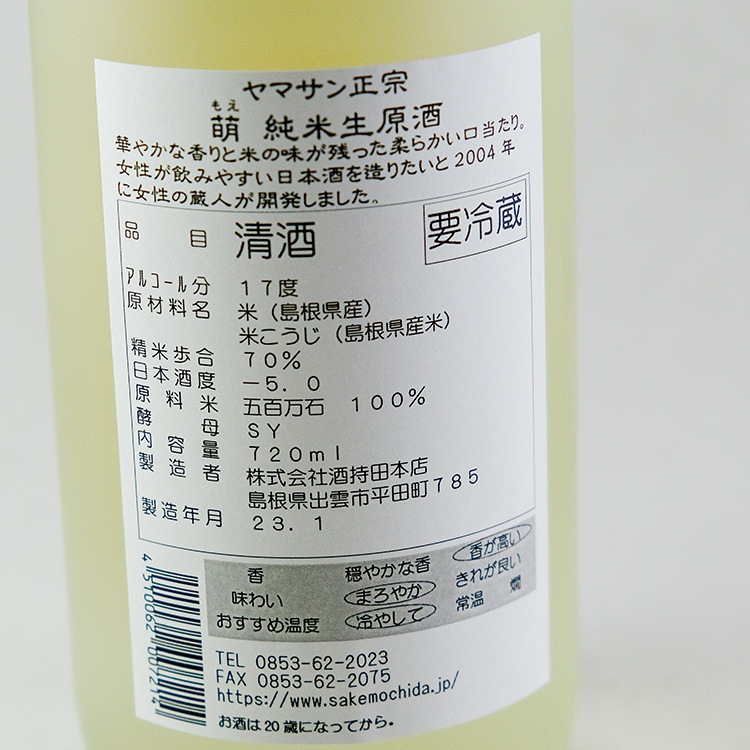 ヤマサン正宗
もえ
萌 純米生原酒
華やかな香りと米の味が残った柔らかい口当たり。
女性が飲みやすい日本酒を造りたいと2004年
に女性の蔵人が開発しました。
品目 清酒 要冷蔵
アルコール分 17度
原材料名 米（島根県産）
米こうじ（島根県産米）
精米歩合 70％
日本酒度 −5．0
原料米 五百万石 100％
酵母 SY
内容量 720ml
製造者 株式会社酒持田本店
島根県出雲市平田町785
製造年月 23．1
香 穏やかな香 香が高い
味わい まろやか きれが良い
おすすめ温度 冷やして 常温 燗
TEL 0853-62-2023
FAX 0853-62-2075
https://www.sakemochida.jp/
お酒は20歳になってから。
4510062007214